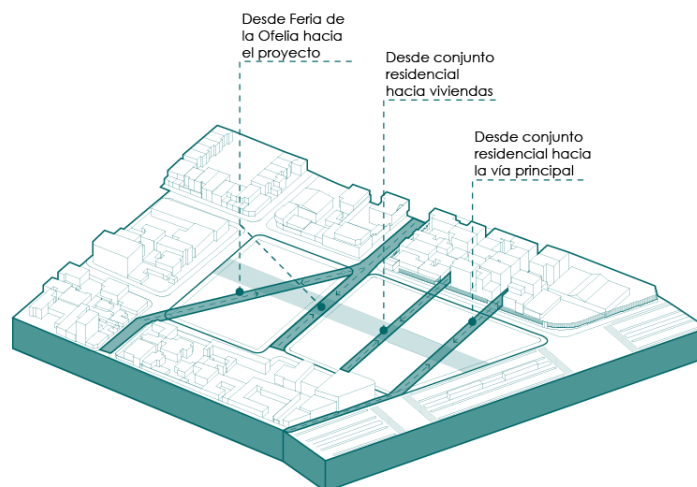 Desde Feria de
la Ofelia hacia
el proyecto
Desde conjunto
residencial
hacia viviendas
Desde conjunto
residencial hacia
la vía principal